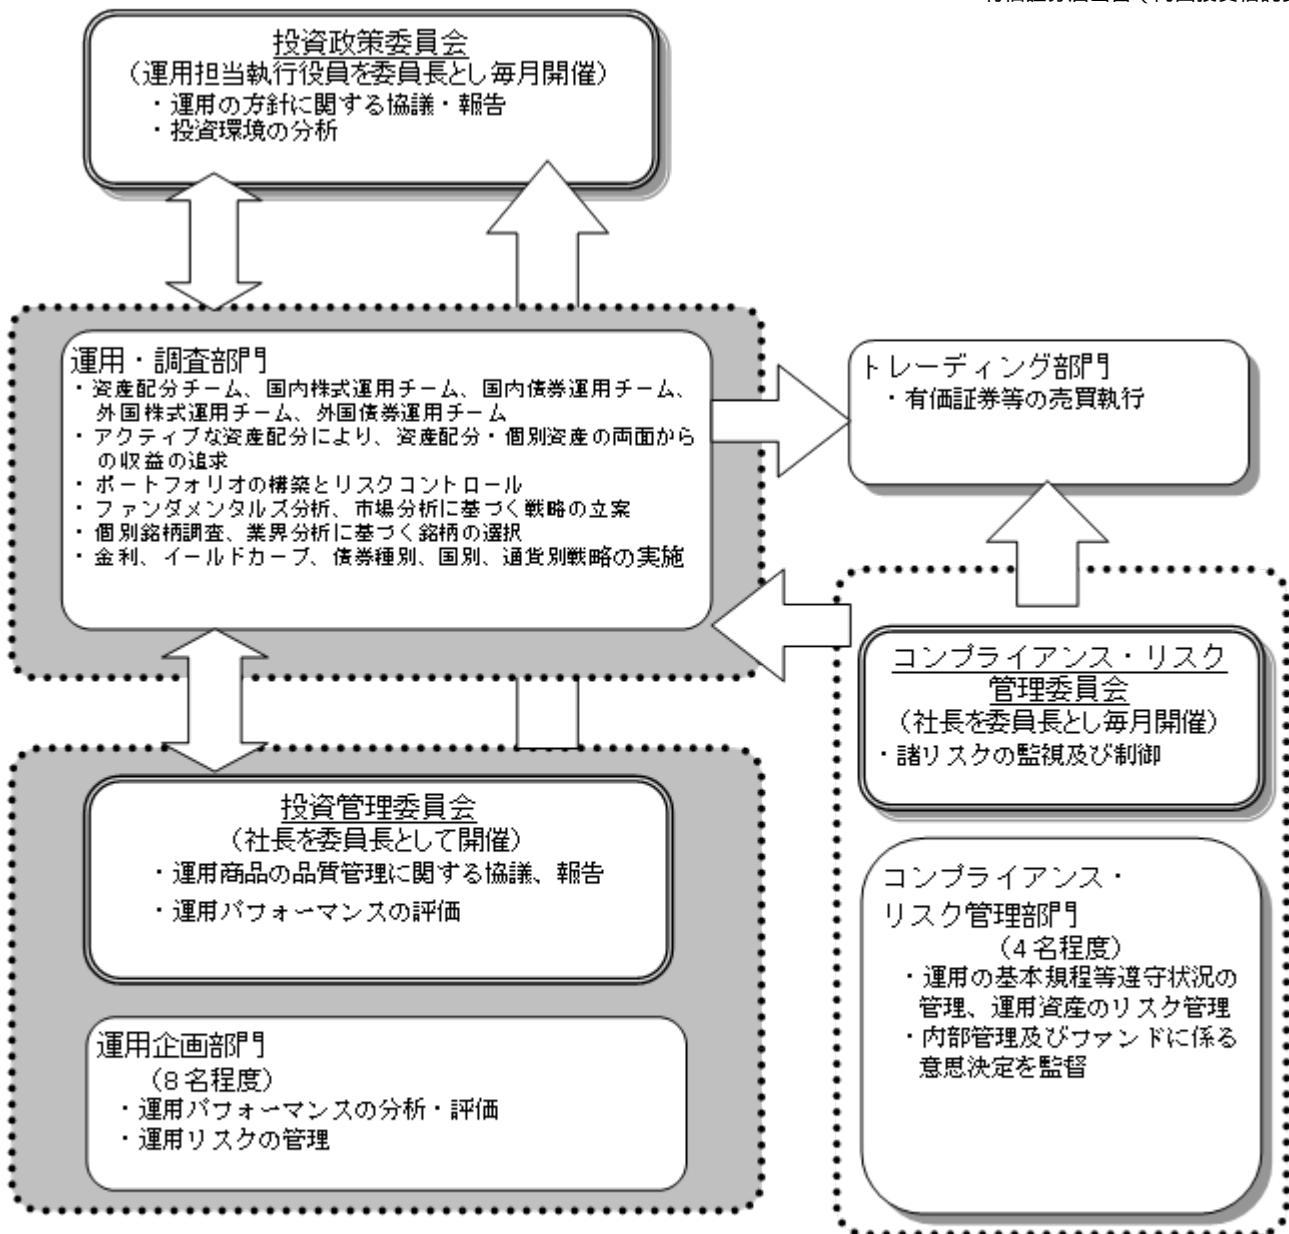 投資政策委員会
（運用担当執行役員を委員長とし毎月開催）
・運用の方針に関する協議・報告
・投資環境の分析
運用・調査部門
・資産配分チーム、国内株式運用チーム、国内債券運用チーム、
外国株式運用チーム、外国債券運用チーム
・アクティブな資産配分により、資産配分・個別資産の両面から
の収益の追求
・ポートフォリオの構築とリスクコントロール
・ファンダメンタルズ分析、市場分析に基づく戦略の立案
・個別銘柄調査、業界分析に基づく銘柄の選択
・金利、イールドカーブ、債券種別、国別、通貨別戦略の実施
トレーディング部門
・有価証券等の売買執行
コンプライアンス・リスク
管理委員会
（社長を委員長とし毎月開催）
・諸リスクの監視及び制御
投資管理委員会
（社長を委員長として開催）
・運用商品の品質管理に関する協議、報告
・運用パフォーマンスの評価
コンプライアンス・
リスク管理部門
（4名程度）
・運用の基本規程等遵守状況の
管理、運用資産のリスク管理
・内部管理及びファンドに係る
意思決定を監督
運用企画部門
（8名程度）
・運用パフォーマンスの分析・評価
・運用リスクの管理